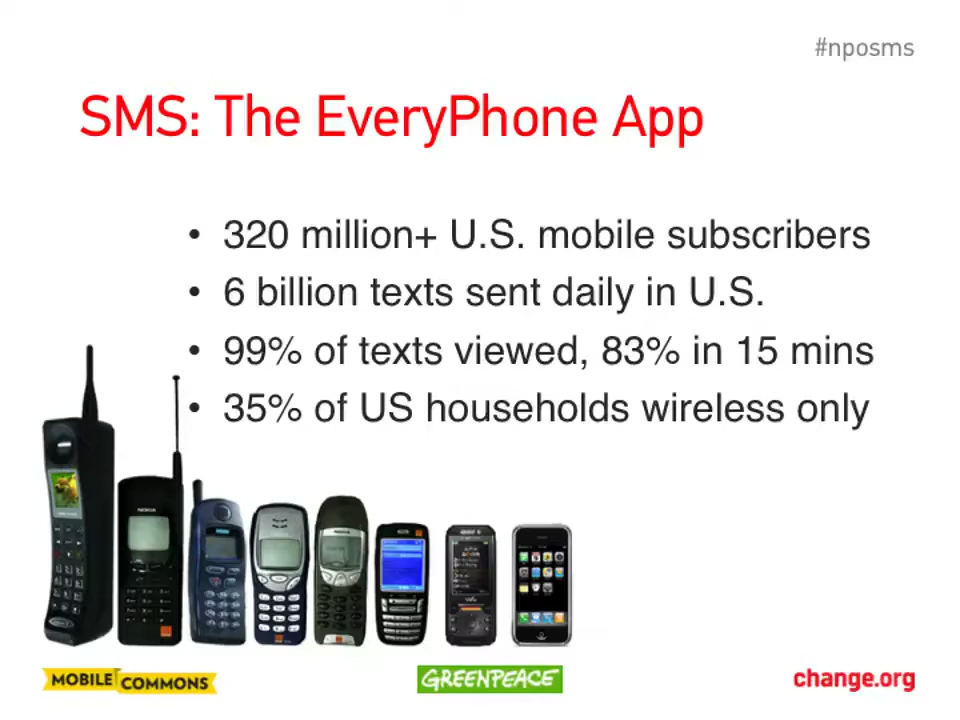 #nposms
SMS: The EveryPhone App
• 320 million+ U.S. mobile subscribers
• 6 billion texts sent daily in U.S.
• 99% of texts viewed, 83% in 15 mins
• 35% of US households wireless only
NOKIA
MOBILE COMMONS
GREENPEACE
change.org